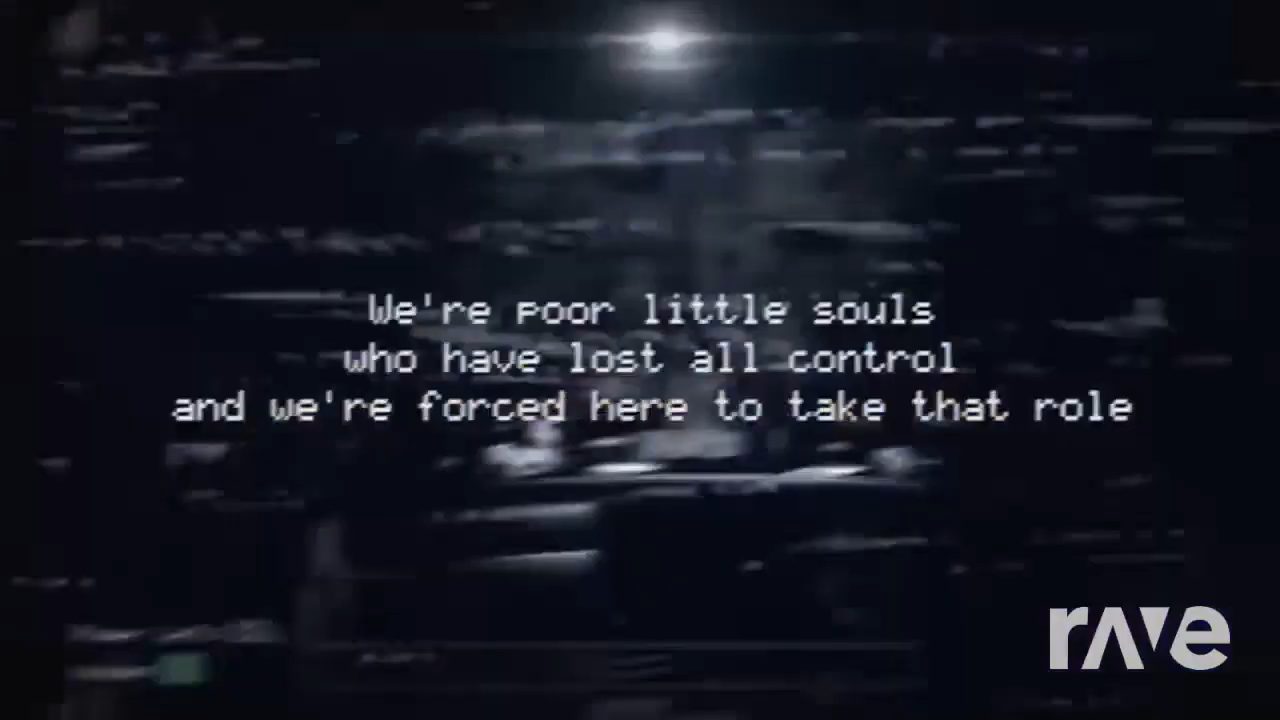 We're poor little souls
who have lost all control
and we're forced here to take that role
rave